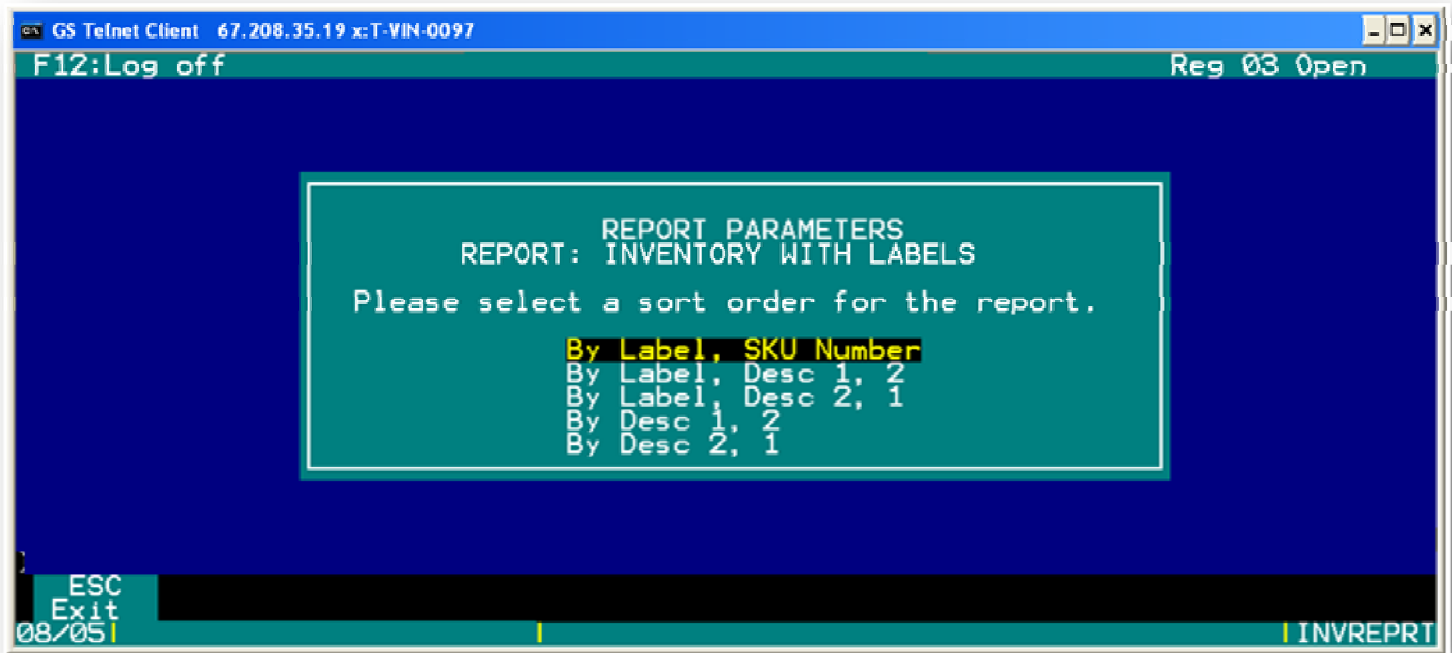 GS Telnet Client 67.208.35.19 x:T-VIN-0097
F12:Log off Reg 03 Open
REPORT PARAMETERS
REPORT: INVENTORY WITH LABELS
Please select a sort order for the report.
By Label, SKU Number
By Label, Desc 1, 2
By Label, Desc 2, 1
By Desc 1, 2
By Desc 2, 1
ESC
Exit
08/05 INVREPRT